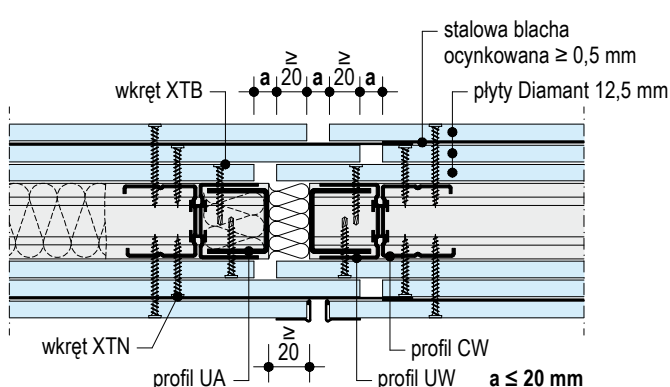 stalowa blacha
ocynkowana ≥ 0,5 mm
płyty Diamant 12,5 mm
wkręt XTB
a ≥ 20 a ≥ 20 a
wkręt XTN
≥ 20
profil CW
profil UA
profil UW
a ≤ 20 mm